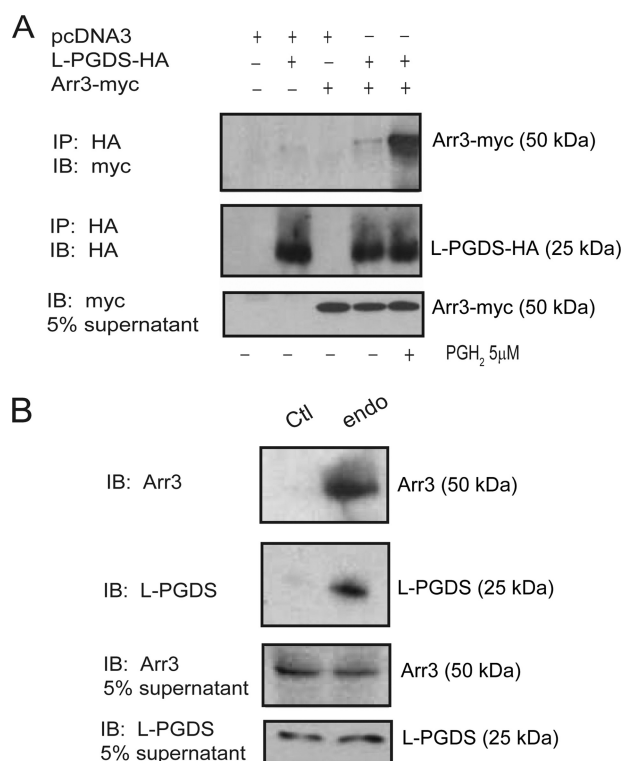 A
pcDNA3 + + + – –
L-PGDS-HA – + – + +
Arr3-myc – – + + +
IP: HA
IB: myc
Arr3-myc (50 kDa)
IP: HA
IB: HA
L-PGDS-HA (25 kDa)
IB: myc
5% supernatant
Arr3-myc (50 kDa)
– – – – + PGH2 5μM
B
Ctl endo
IB: Arr3
Arr3 (50 kDa)
IB: L-PGDS
L-PGDS (25 kDa)
IB: Arr3
5% supernatant
Arr3 (50 kDa)
IB: L-PGDS
5% supernatant
L-PGDS (25 kDa)